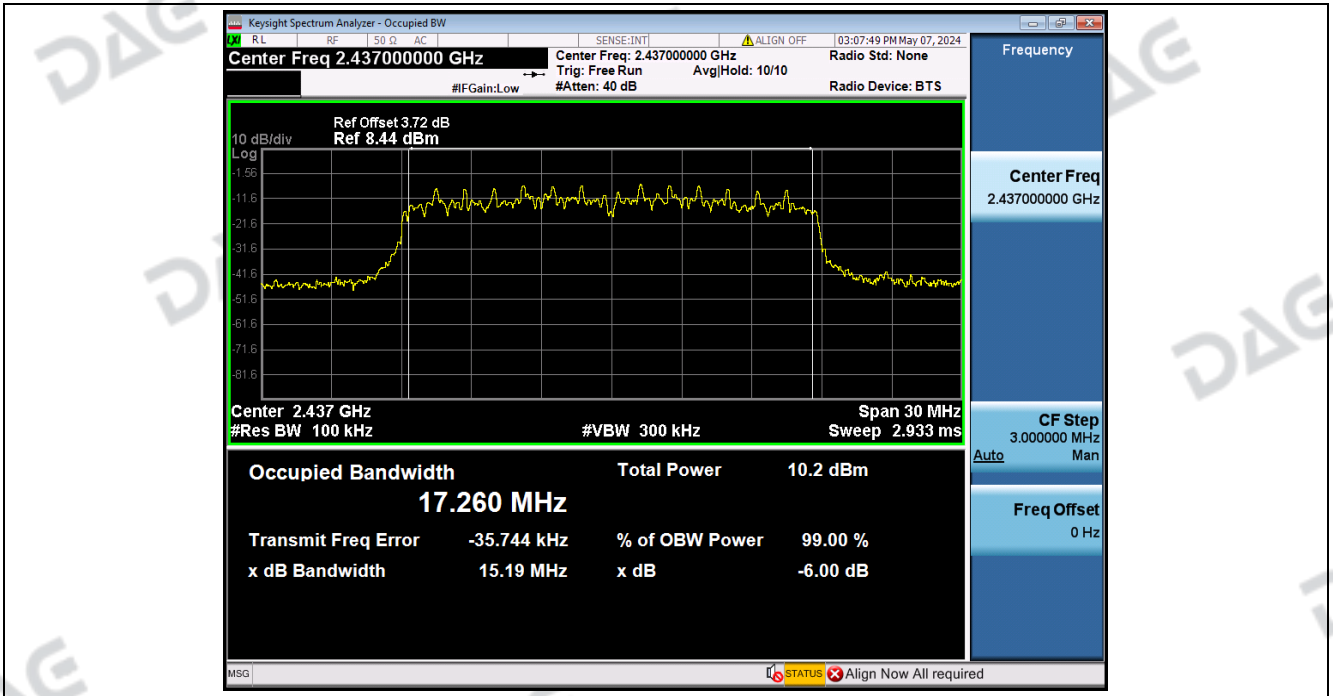 Keysight Spectrum Analyzer - Occupied BW
LXI RL RF 50 Ω AC SENSE:INT ALIGN OFF 03:07:49 PM May 07, 2024
Center Freq 2.437000000 GHz
Center Freq: 2.437000000 GHz
Radio Std: None
Trig: Free Run Avg|Hold: 10/10
#IFGain:Low #Atten: 40 dB
Radio Device: BTS
Ref Offset 3.72 dB
10 dB/div Ref 8.44 dBm
Log
-1.56
-11.6
-21.6
-31.6
-41.6
-51.6
-61.6
-71.6
-81.6
Center 2.437 GHz Span 30 MHz
#Res BW 100 kHz #VBW 300 kHz Sweep 2.933 ms
Occupied Bandwidth Total Power 10.2 dBm
17.260 MHz
Transmit Freq Error -35.744 kHz % of OBW Power 99.00 %
x dB Bandwidth 15.19 MHz x dB -6.00 dB
Frequency
Center Freq
2.437000000 GHz
CF Step
3.000000 MHz
Auto Man
Freq Offset
0 Hz
MSG STATUS Align Now All required
DAG
DAG
DAG